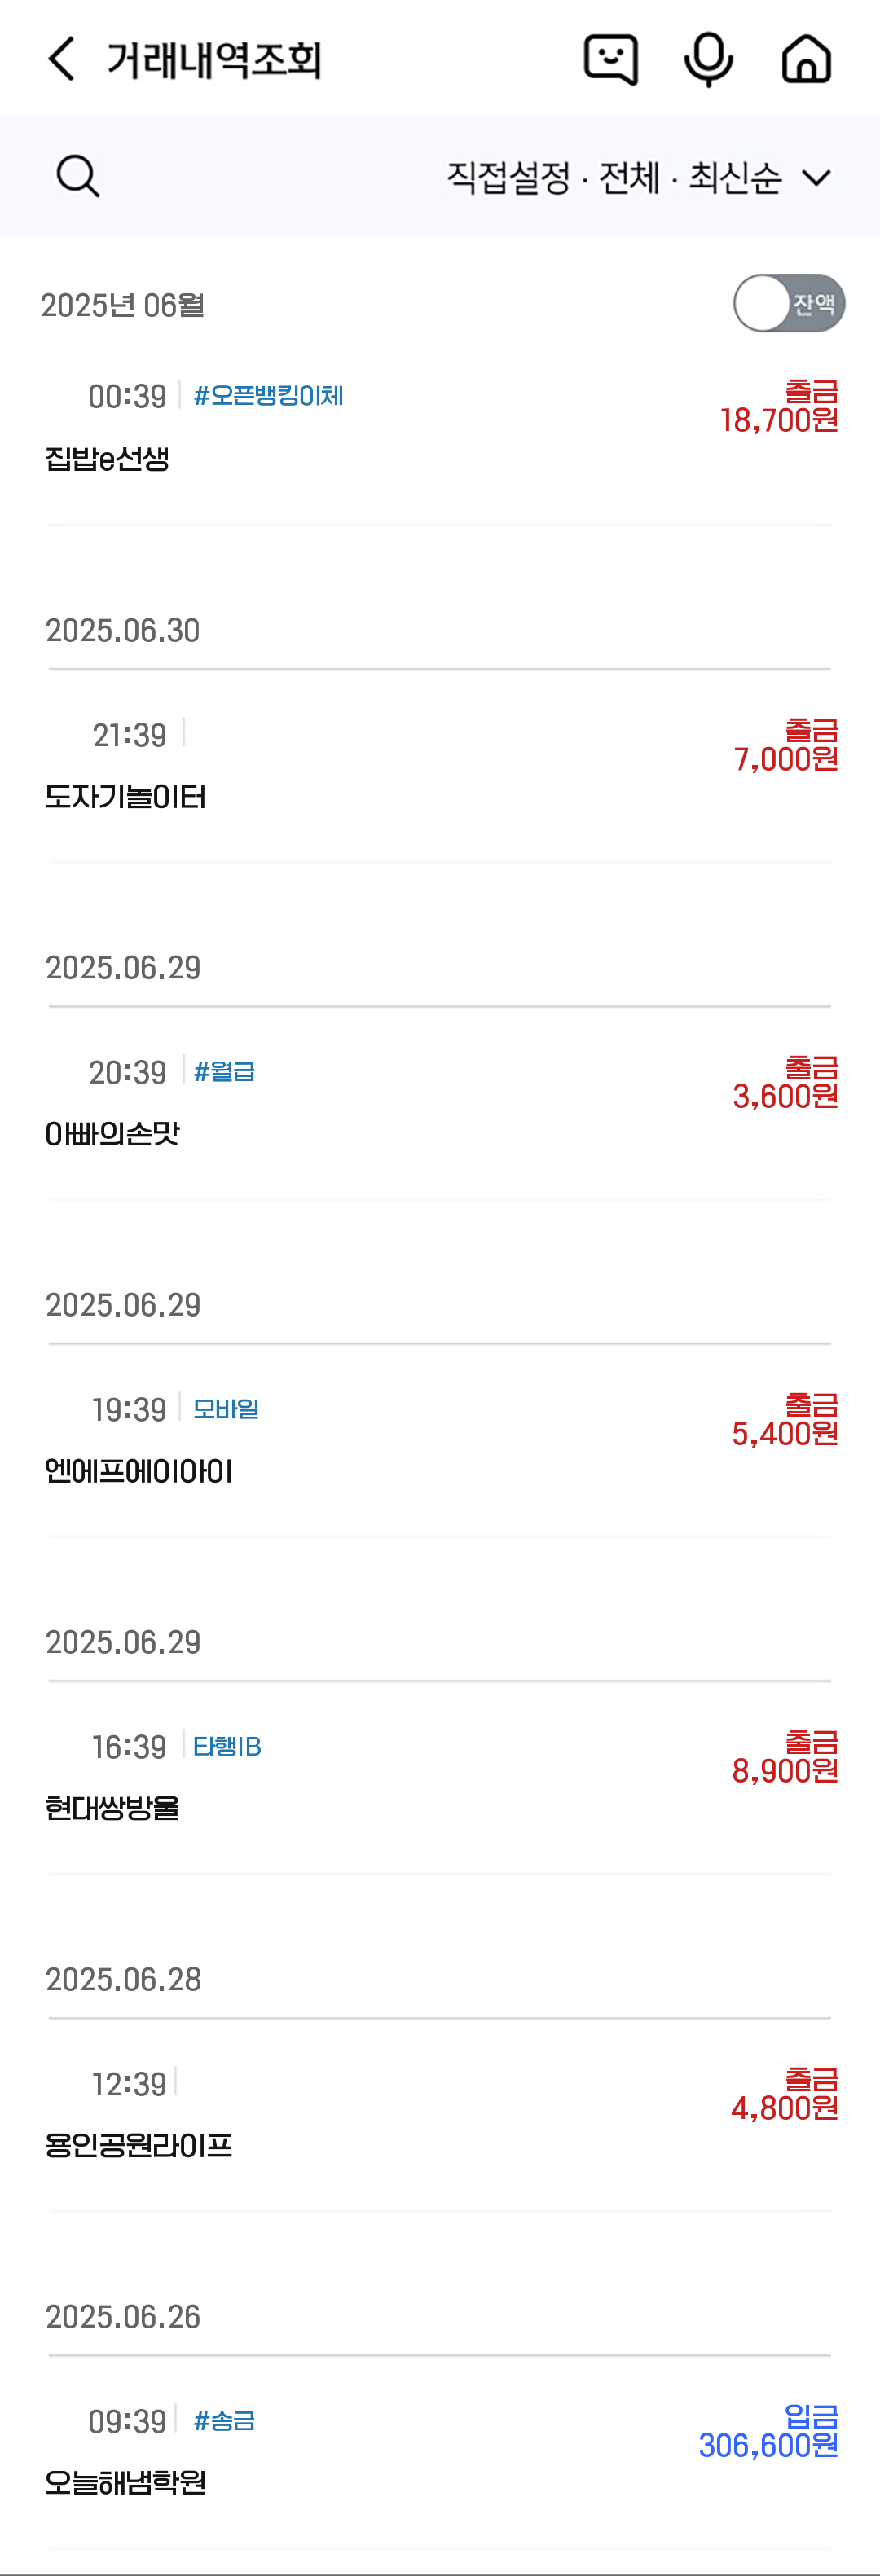 거래내역조회
직접설정 · 전체 · 최신순
2025년 06월 잔액
00:39 #오픈뱅킹이체 출금
18,700원
집밥e선생
2025.06.30
21:39 출금
7,000원
도자기놀이터
2025.06.29
20:39 #월급 출금
3,600원
아빠의손맛
2025.06.29
19:39 모바일 출금
5,400원
엔에프에이아이
2025.06.29
16:39 타행IB 출금
8,900원
현대쌍방울
2025.06.28
12:39 출금
4,800원
용인공원라이프
2025.06.26
09:39 #송금 입금
306,600원
오늘해냄학원